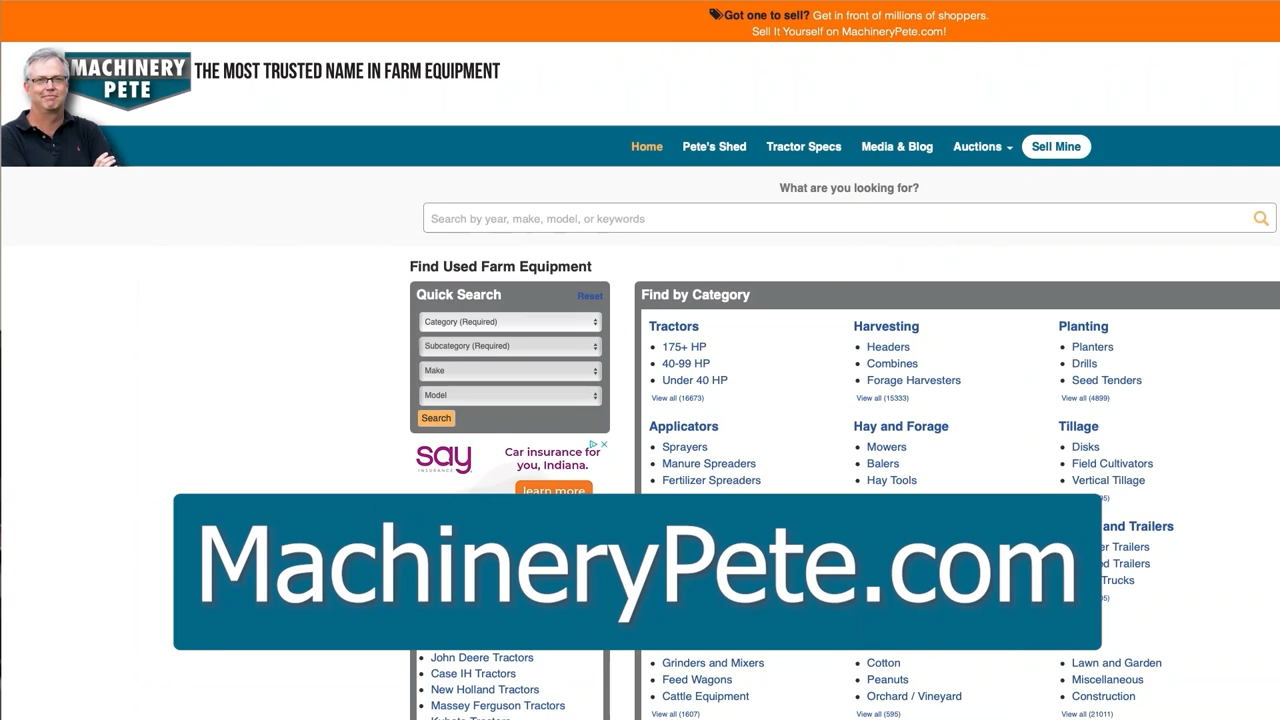 Got one to sell? Get in front of millions of shoppers.
Sell It Yourself on MachineryPete.com!
MACHINERY
PETE
THE MOST TRUSTED NAME IN FARM EQUIPMENT
Home Pete's Shed Tractor Specs Media & Blog Auctions Sell Mine
What are you looking for?
Search by year, make, model, or keywords
Find Used Farm Equipment
Quick Search Reset
Category (Required)
Subcategory (Required)
Make
Model
Search
say
INSURANCE
Car insurance for
you, Indiana.
learn more
Find by Category
Tractors
175+ HP
40-99 HP
Under 40 HP
View all (16673)
Harvesting
Headers
Combines
Forage Harvesters
View all (15333)
Planting
Planters
Drills
Seed Tenders
View all (4899)
Applicators
Sprayers
Manure Spreaders
Fertilizer Spreaders
Hay and Forage
Mowers
Balers
Hay Tools
Tillage
Disks
Field Cultivators
Vertical Tillage
and Trailers
Trailers
Trailers
Trucks
MachineryPete.com
John Deere Tractors
Case IH Tractors
New Holland Tractors
Massey Ferguson Tractors
Grinders and Mixers
Feed Wagons
Cattle Equipment
View all (1607)
Cotton
Peanuts
Orchard / Vineyard
View all (595)
Lawn and Garden
Miscellaneous
Construction
View all (21011)